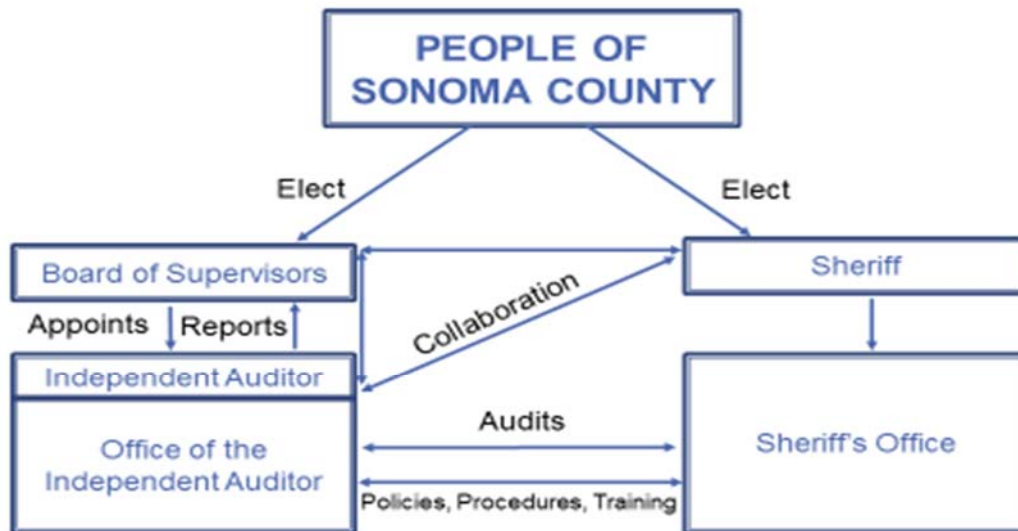 PEOPLE OF
SONOMA COUNTY
Elect
Elect
Board of Supervisors
Sheriff
Appoints
Reports
Collaboration
Independent Auditor
Office of the
Independent Auditor
Audits
Sheriff's Office
Policies, Procedures, Training